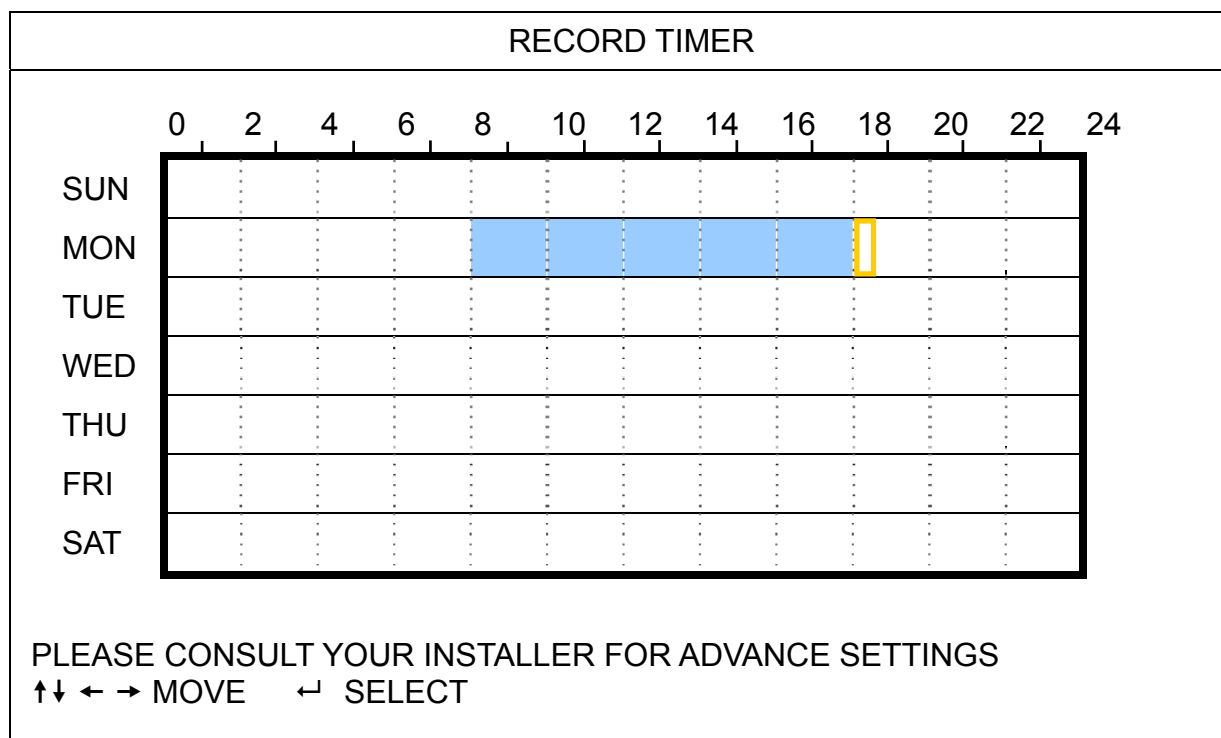 RECORD TIMER
0 2 4 6 8 10 12 14 16 18 20 22 24
SUN
MON
TUE
WED
THU
FRI
SAT
PLEASE CONSULT YOUR INSTALLER FOR ADVANCE SETTINGS
↑↓ ← → MOVE ↵ SELECT